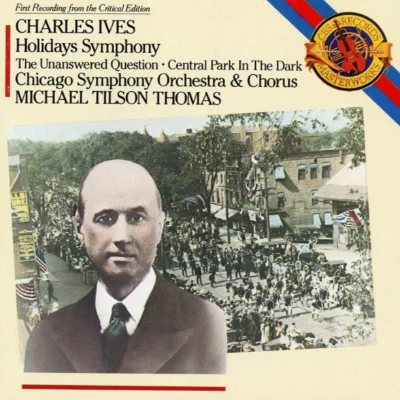 First Recording from the Critical Edition
CHARLES IVES
Holidays Symphony
The Unanswered Question · Central Park In The Dark
Chicago Symphony Orchestra & Chorus
MICHAEL TILSON THOMAS
CBS RECORDS
MASTERWORKS